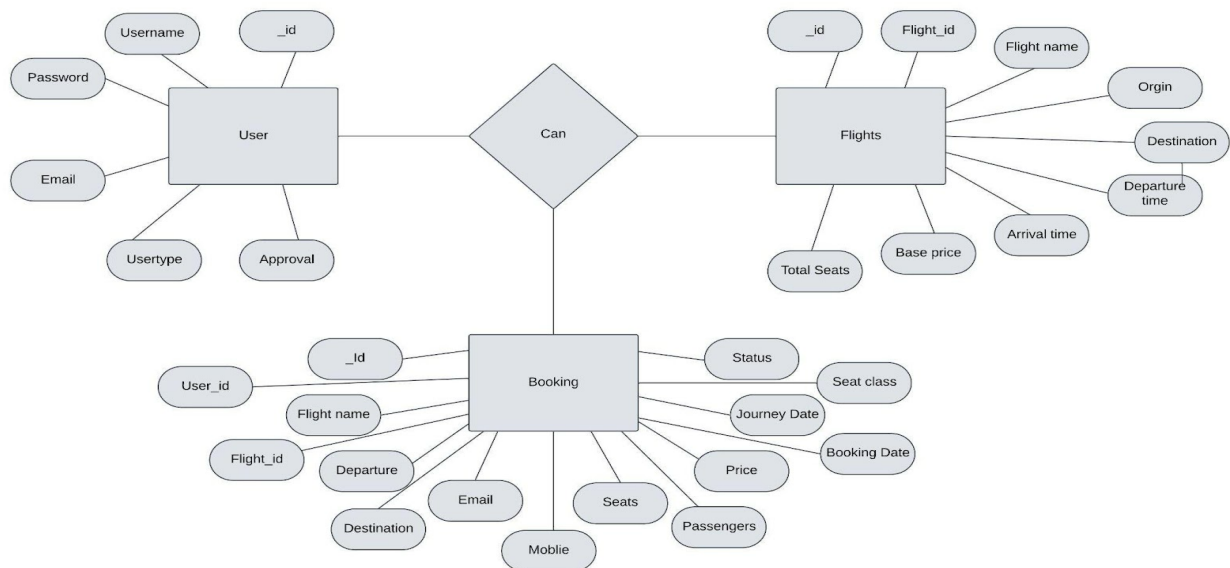 Username
_id
Password
User
Email
Usertype
Approval
Can
_id
Flight_id
Flight name
Orgin
Flights
Destination
Departure
time
Arrival time
Base price
Total Seats
_Id
User_id
Flight name
Flight_id
Departure
Destination
Email
Moblie
Booking
Status
Seat class
Journey Date
Booking Date
Price
Seats
Passengers